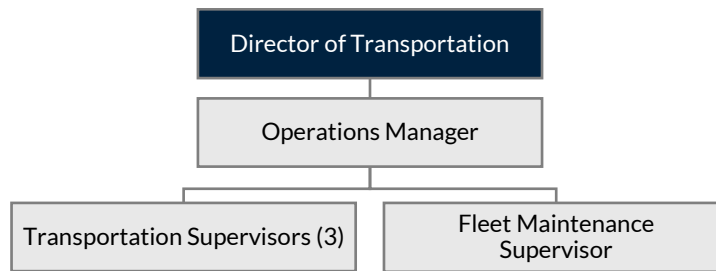 Director of Transportation
Operations Manager
Transportation Supervisors (3)
Fleet Maintenance
Supervisor